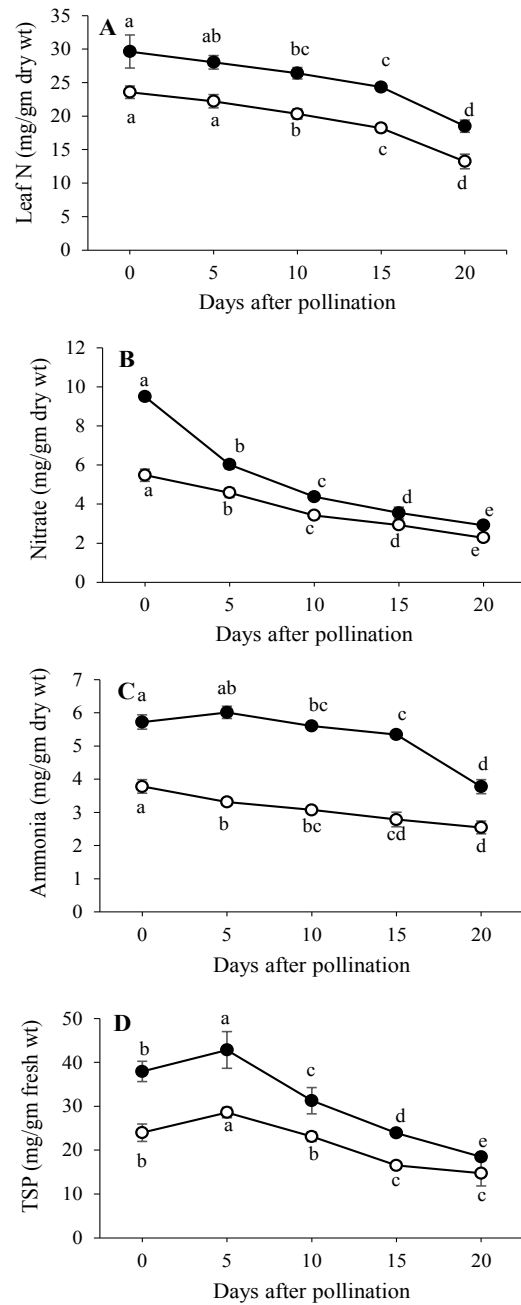 A
Leaf N (mg/gm dry wt)
35
30
25
20
15
10
5
0
a ab bc c d
a a b c d
0 5 10 15 20
Days after pollination
B
Nitrate (mg/gm dry wt)
12
10
8
6
4
2
0
a b c d e
a b c d e
0 5 10 15 20
Days after pollination
C
Ammonia (mg/gm dry wt)
7
6
5
4
3
2
1
0
a ab bc c d
a b bc cd d
0 5 10 15 20
Days after pollination
D
TSP (mg/gm fresh wt)
50
40
30
20
10
0
b a c d e
b a b c c
0 5 10 15 20
Days after pollination